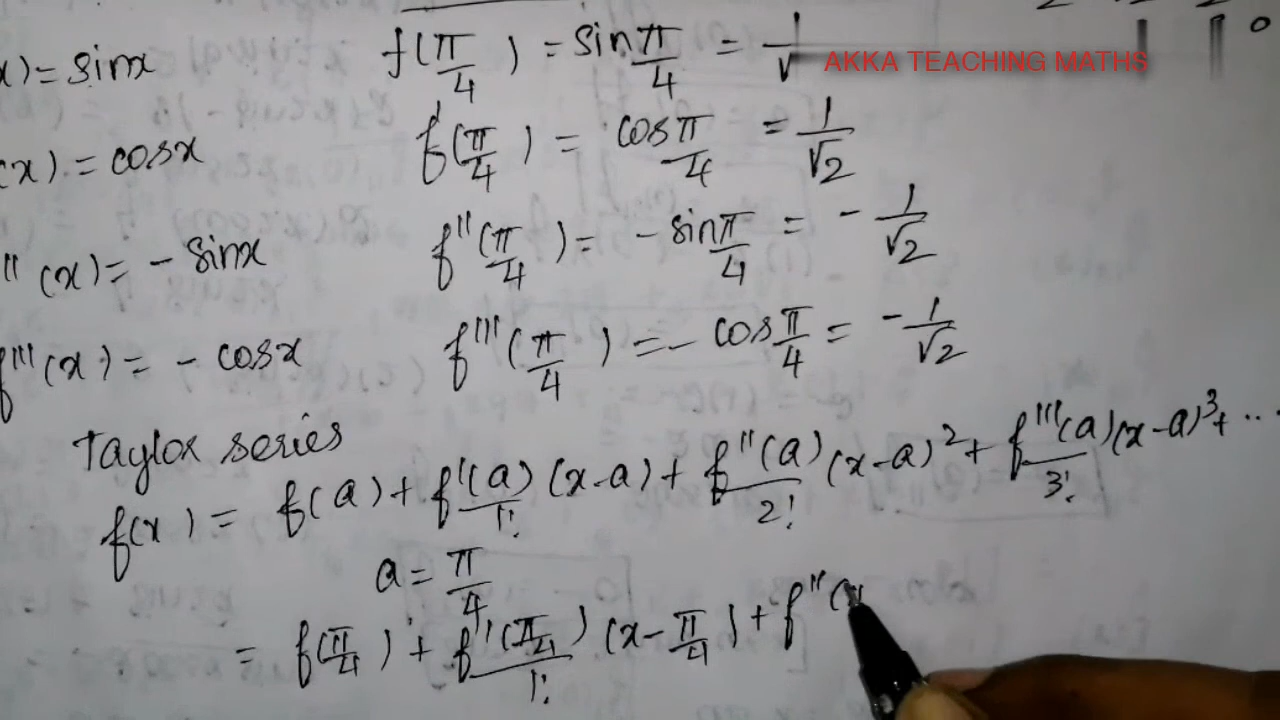 x) = sinx f(π/4) = sin π/4 = 1/√
AKKA TEACHING MATHS
(x) = cosx f'(π/4) = cos π/4 = 1/√2
''(x) = - sinx f''(π/4) = - sin π/4 = - 1/√2
f'''(x) = - cosx f'''(π/4) = - cos π/4 = - 1/√2
Taylor series
f(x) = f(a) + f'(a)/1! (x-a) + f''(a)/2! (x-a)² + f'''(a)/3! (x-a)³ + ...
a = π/4
= f(π/4) + f'(π/4)/1! (x - π/4) + f''(